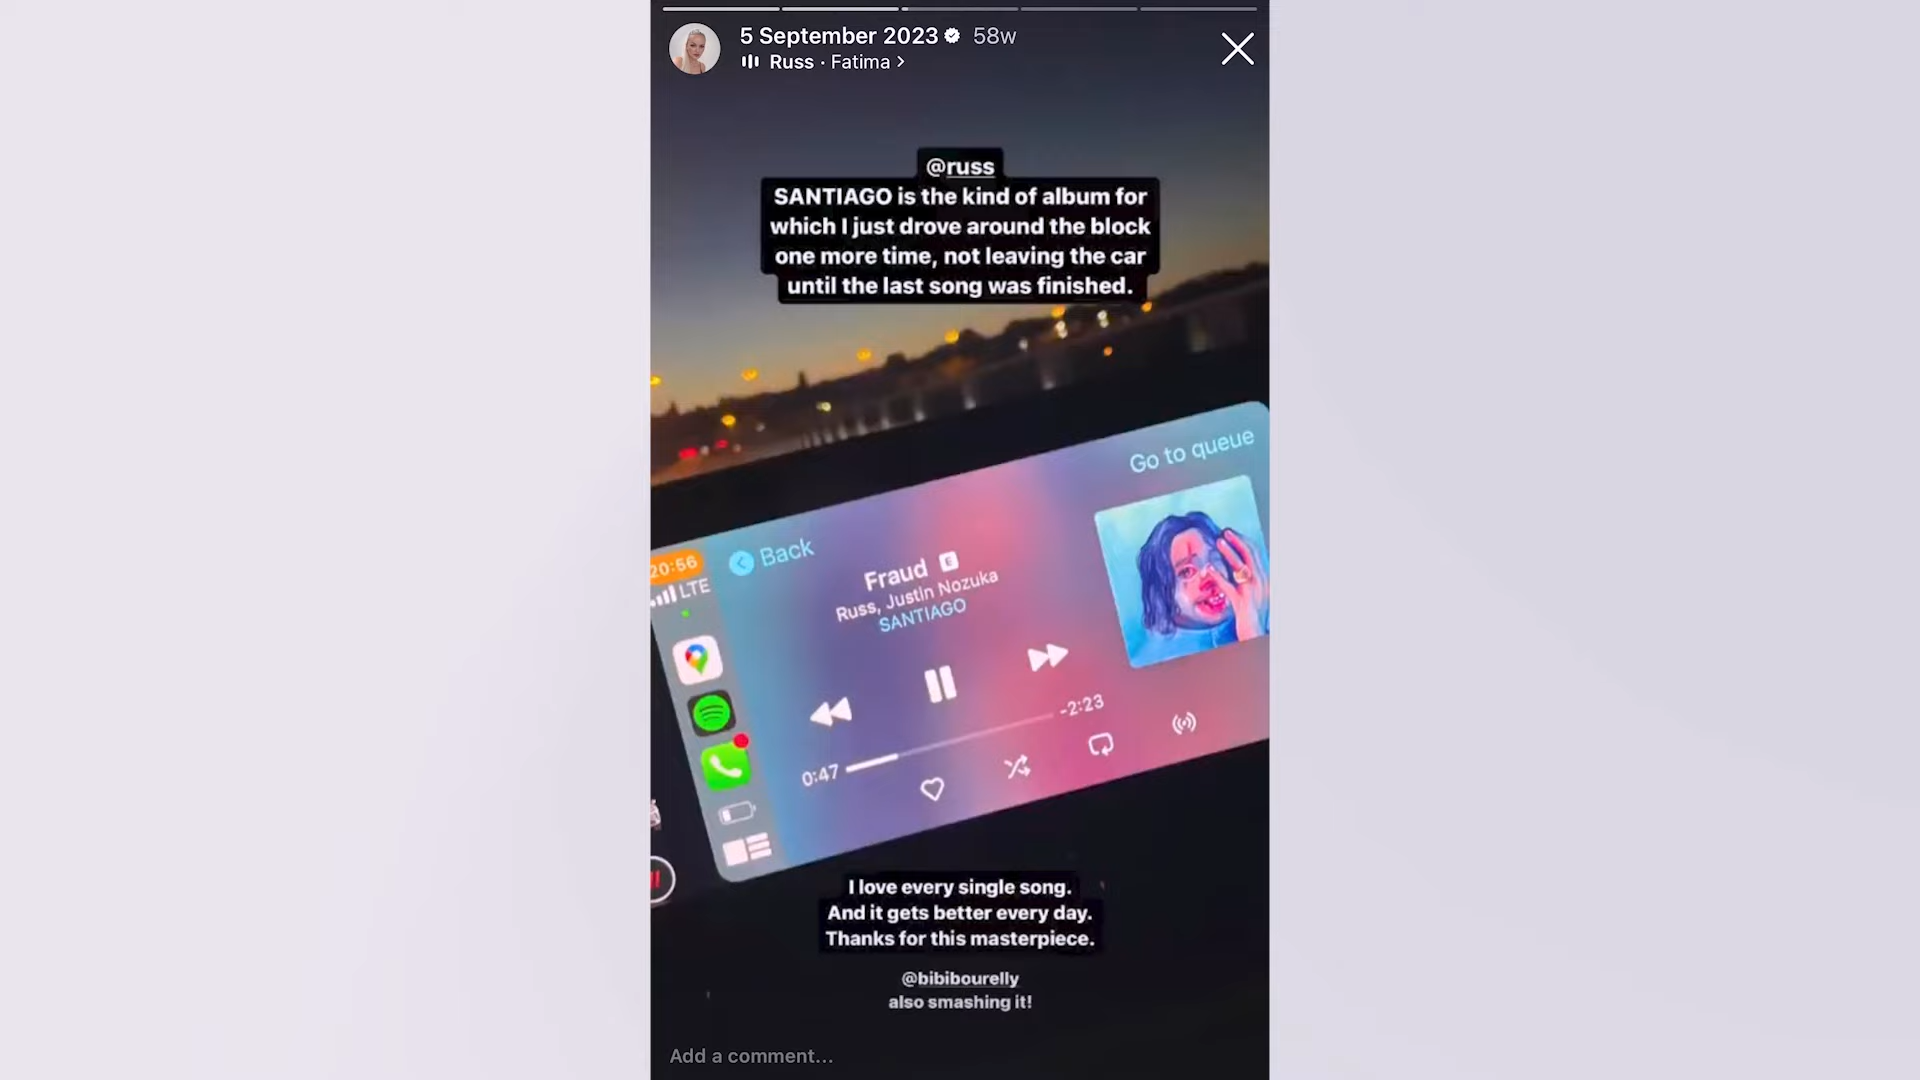 5 September 2023 58w
Russ · Fatima >
@russ
SANTIAGO is the kind of album for
which I just drove around the block
one more time, not leaving the car
until the last song was finished.
Go to queue
20:56
LTE
Back
Fraud E
Russ, Justin Nozuka
SANTIAGO
0:47
-2:23
I love every single song.
And it gets better every day.
Thanks for this masterpiece.
@bibibourelly
also smashing it!
Add a comment...